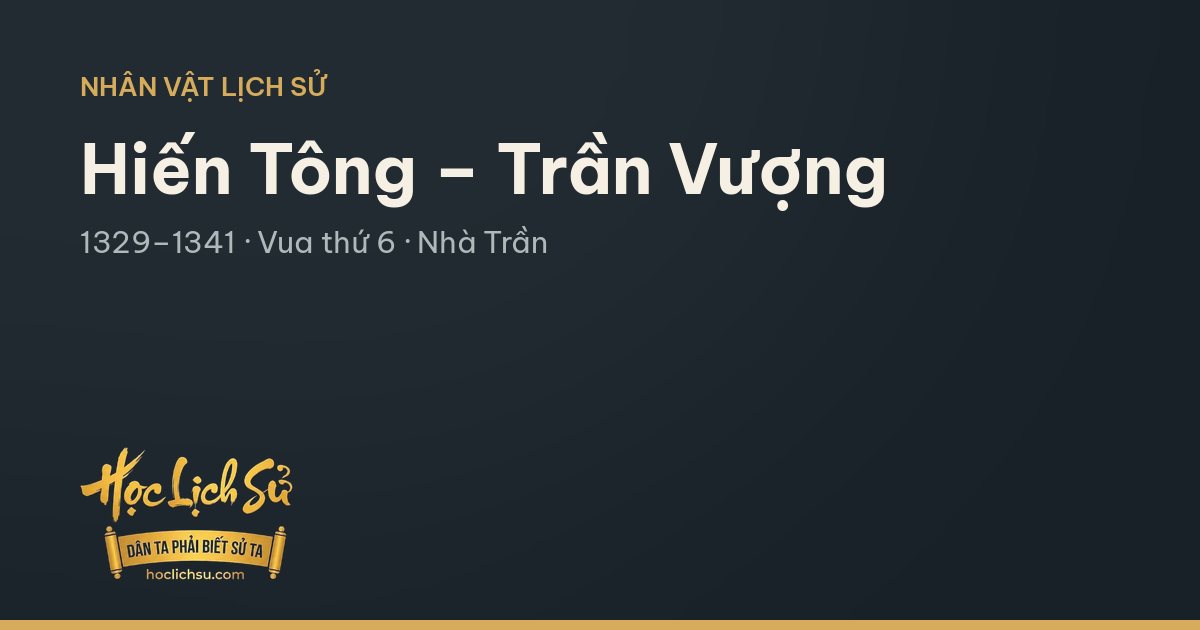 NHÂN VẬT LỊCH SỬ
Hiến Tông – Trần Vượng
1329–1341 · Vua thứ 6 · Nhà Trần
Học Lịch Sử
DÂN TA PHẢI BIẾT SỬ TA
hoclichsu.com